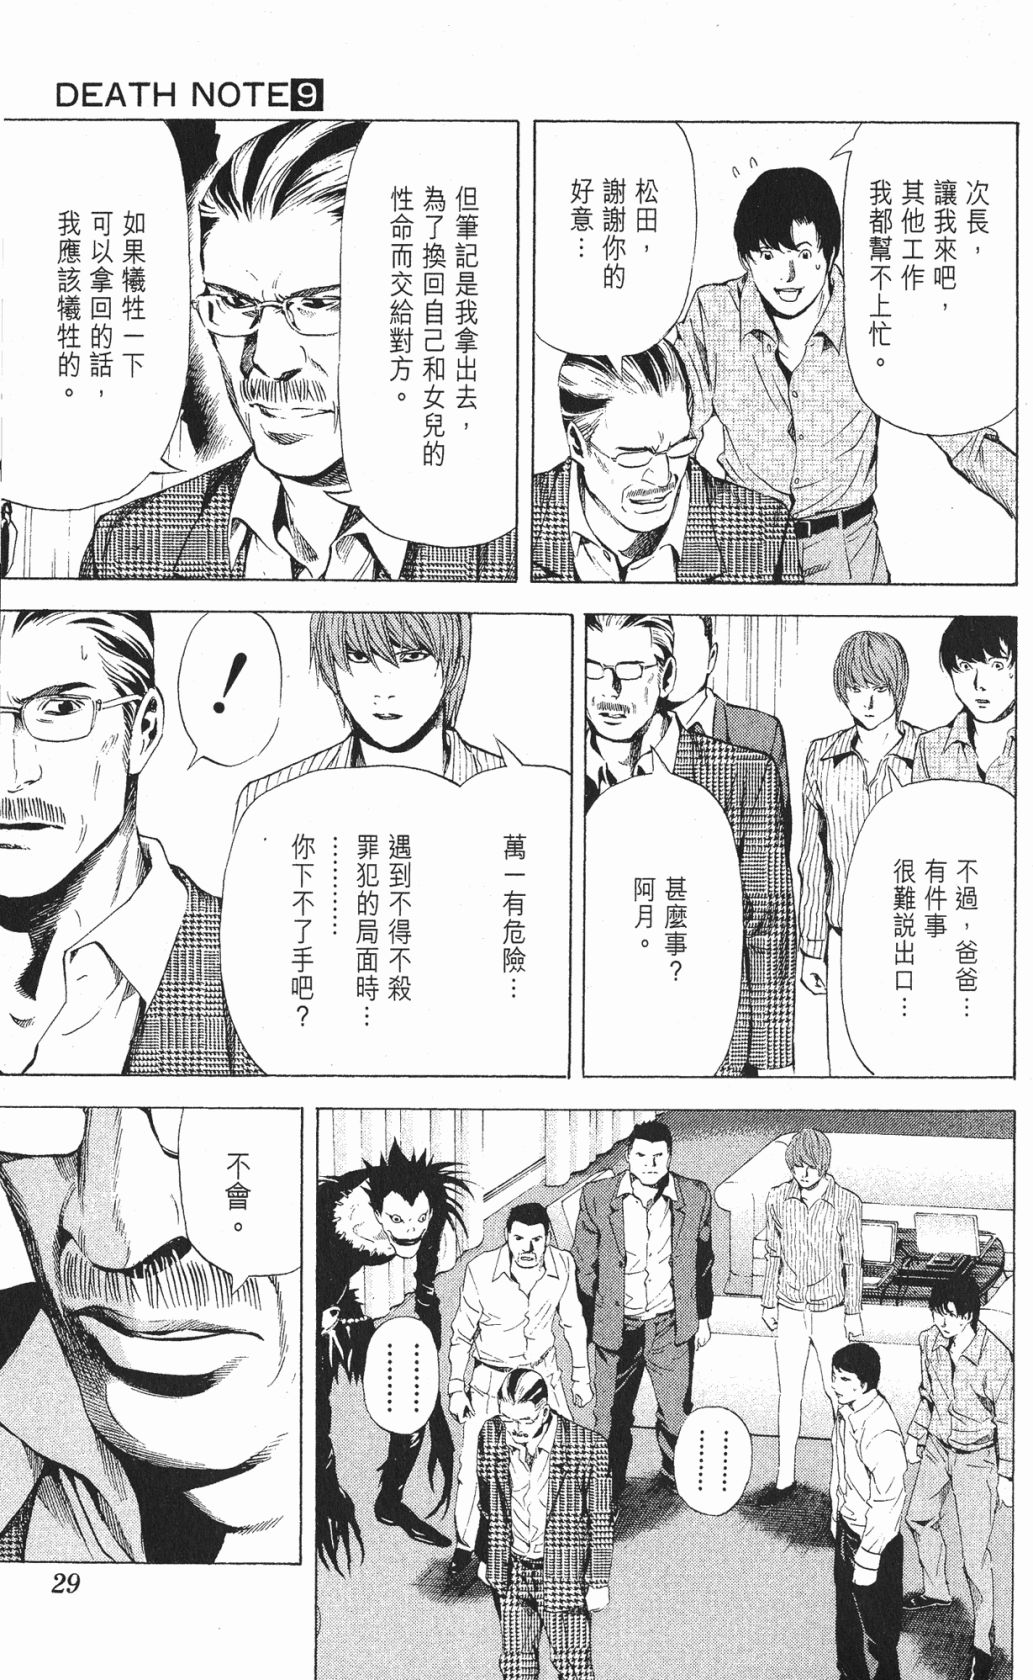 DEATH NOTE 9
次長，
讓我來吧，
其他工作
我都幫不上忙。
松田，
謝謝你的
好意…
但筆記是我拿出去，
為了換回自己和女兒的
性命而交給對方。
如果犧牲一下
可以拿回的話，
我應該犧牲的。
不過，爸爸…
有件事
很難說出口…
甚麼事？
阿月。
萬一有危險…
遇到不得不殺
罪犯的局面時…
…………
你下不了手吧？
！
…………
…………
…………
…………
不會。
29